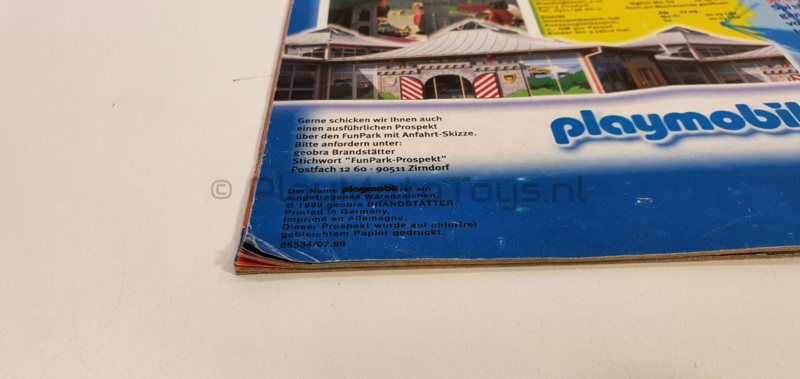 Gerne schicken wir Ihnen auch
einen ausführlichen Prospekt
über den FunPark mit Anfahrt-Skizze.
Bitte anfordern unter:
geobra Brandstätter
Stichwort "FunPark-Prospekt"
Postfach 12 60 - 90511 Zirndorf
playmobil
© PlayMadeToys.nl
Der Name playmobil ist ein
eingetragenes Warenzeichen.
geobra BRANDSTÄTTER.
Printed in Germany.
Imprimé en Allemagne.
Dieser Prospekt wurde auf chlorfrei
gebleichtem Papier gedruckt.
86534/07.99